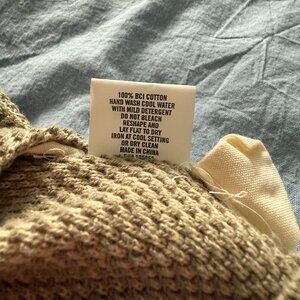 100% BCI COTTON
HAND WASH COOL WATER
WITH MILD DETERGENT
DO NOT BLEACH
RESHAPE AND
LAY FLAT TO DRY
IRON AT COOL SETTING
OR DRY CLEAN
MADE IN CHINA